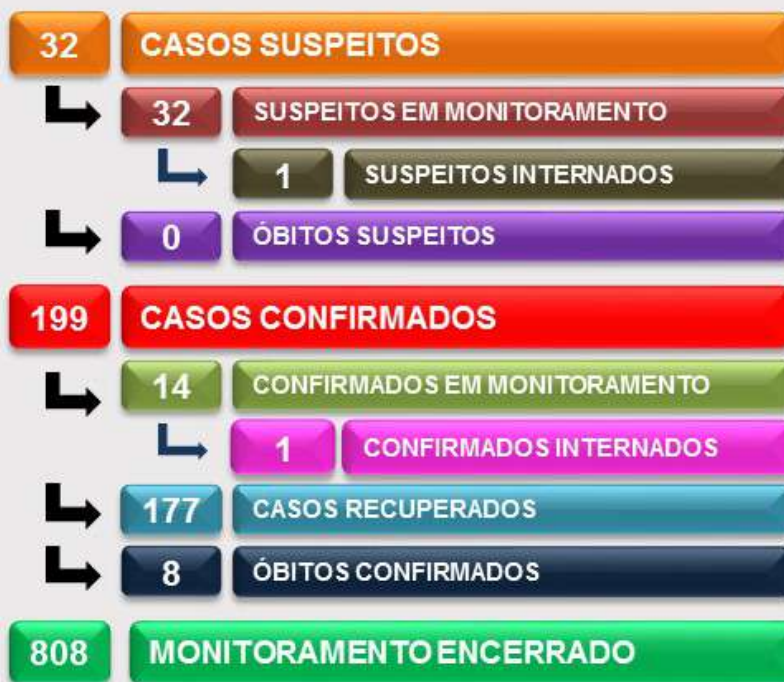 32 CASOS SUSPEITOS
32 SUSPEITOS EM MONITORAMENTO
1 SUSPEITOS INTERNADOS
0 ÓBITOS SUSPEITOS
199 CASOS CONFIRMADOS
14 CONFIRMADOS EM MONITORAMENTO
1 CONFIRMADOS INTERNADOS
177 CASOS RECUPERADOS
8 ÓBITOS CONFIRMADOS
808 MONITORAMENTO ENCERRADO